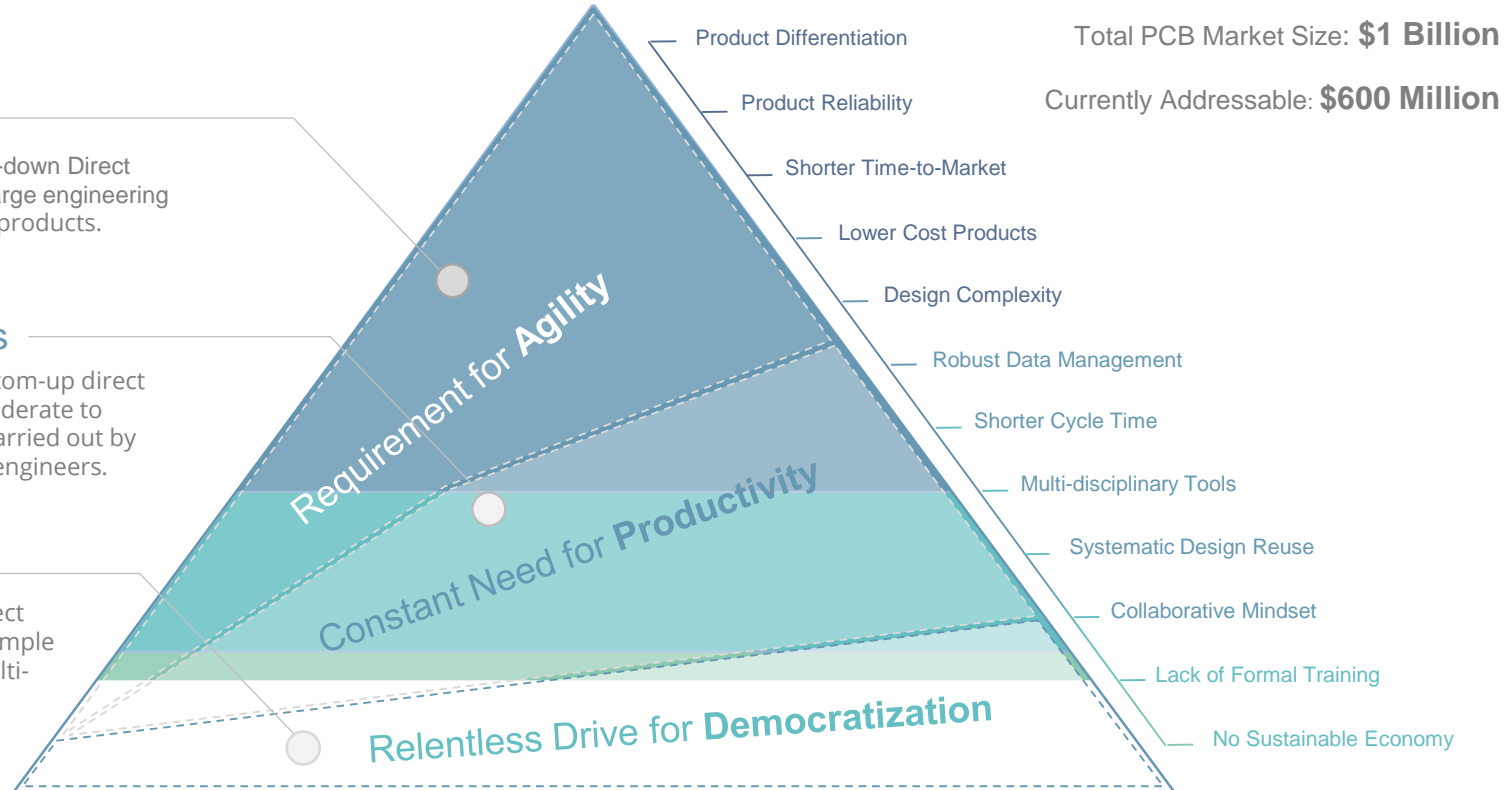 Total PCB Market Size: $1 Billion
Currently Addressable: $600 Million
-down Direct
arge engineering
products.
s
tom-up direct
derate to
arried out by
engineers.
ect
mple
lti-
Requirement for Agility
Constant Need for Productivity
Relentless Drive for Democratization
Product Differentiation
Product Reliability
Shorter Time-to-Market
Lower Cost Products
Design Complexity
Robust Data Management
Shorter Cycle Time
Multi-disciplinary Tools
Systematic Design Reuse
Collaborative Mindset
Lack of Formal Training
No Sustainable Economy